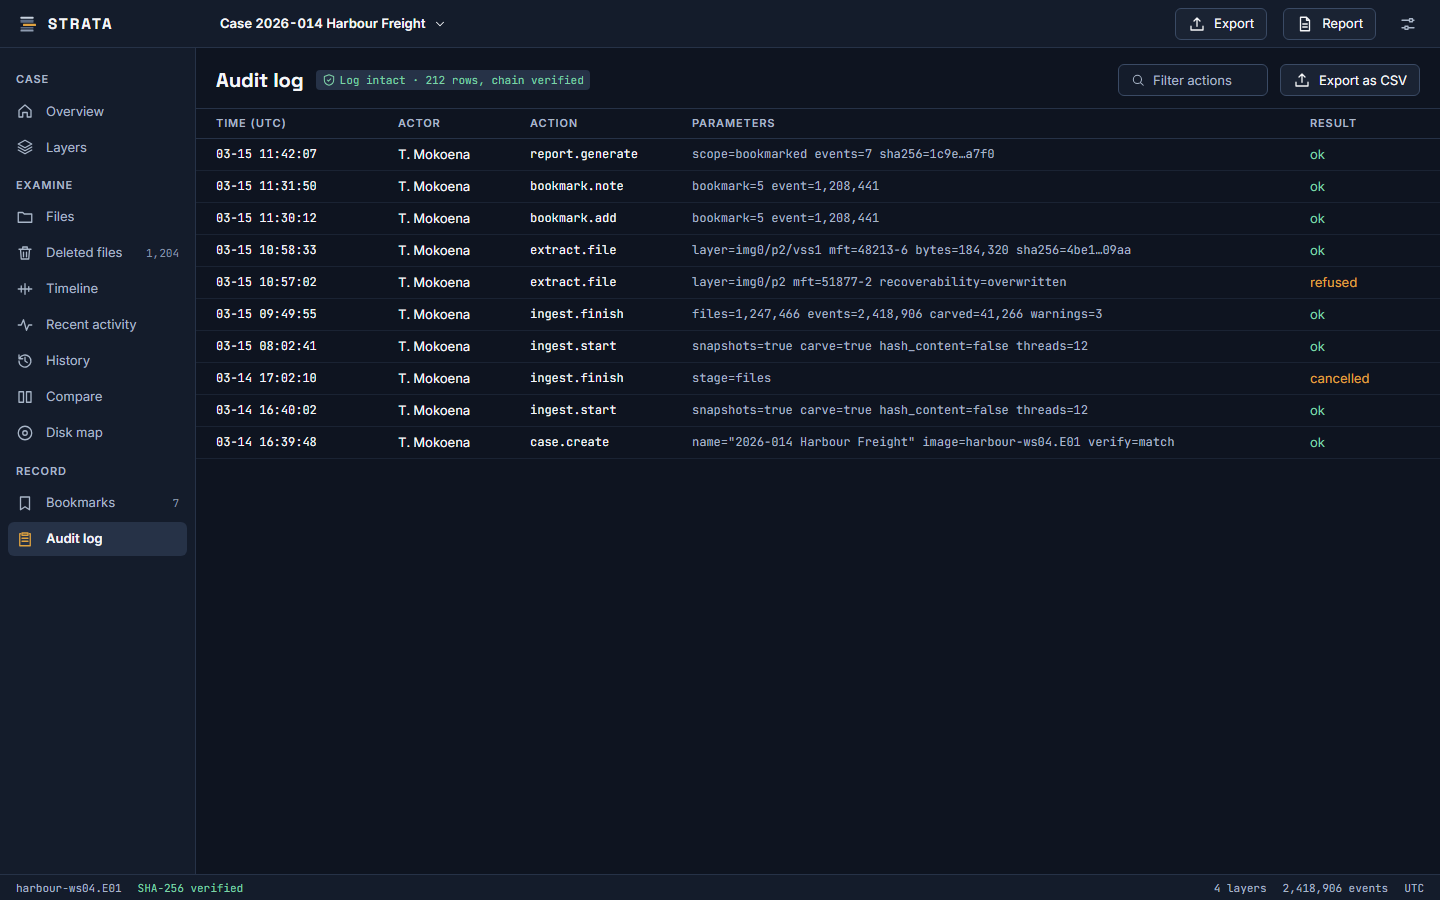 STRATA
Case 2026-014 Harbour Freight
Export
Report
CASE
Overview
Layers
EXAMINE
Files
Deleted files 1,204
Timeline
Recent activity
History
Compare
Disk map
RECORD
Bookmarks 7
Audit log
Audit log
Log intact · 212 rows, chain verified
Filter actions
Export as CSV
TIME (UTC) ACTOR ACTION PARAMETERS RESULT
03-15 11:42:07 T. Mokoena report.generate scope=bookmarked events=7 sha256=1c9e…a7f0 ok
03-15 11:31:50 T. Mokoena bookmark.note bookmark=5 event=1,208,441 ok
03-15 11:30:12 T. Mokoena bookmark.add bookmark=5 event=1,208,441 ok
03-15 10:58:33 T. Mokoena extract.file layer=img0/p2/vss1 mft=48213-6 bytes=184,320 sha256=4be1…09aa ok
03-15 10:57:02 T. Mokoena extract.file layer=img0/p2 mft=51877-2 recoverability=overwritten refused
03-15 09:49:55 T. Mokoena ingest.finish files=1,247,466 events=2,418,906 carved=41,266 warnings=3 ok
03-15 08:02:41 T. Mokoena ingest.start snapshots=true carve=true hash_content=false threads=12 ok
03-14 17:02:10 T. Mokoena ingest.finish stage=files cancelled
03-14 16:40:02 T. Mokoena ingest.start snapshots=true carve=true hash_content=false threads=12 ok
03-14 16:39:48 T. Mokoena case.create name="2026-014 Harbour Freight" image=harbour-ws04.E01 verify=match ok
harbour-ws04.E01 SHA-256 verified
4 layers 2,418,906 events UTC